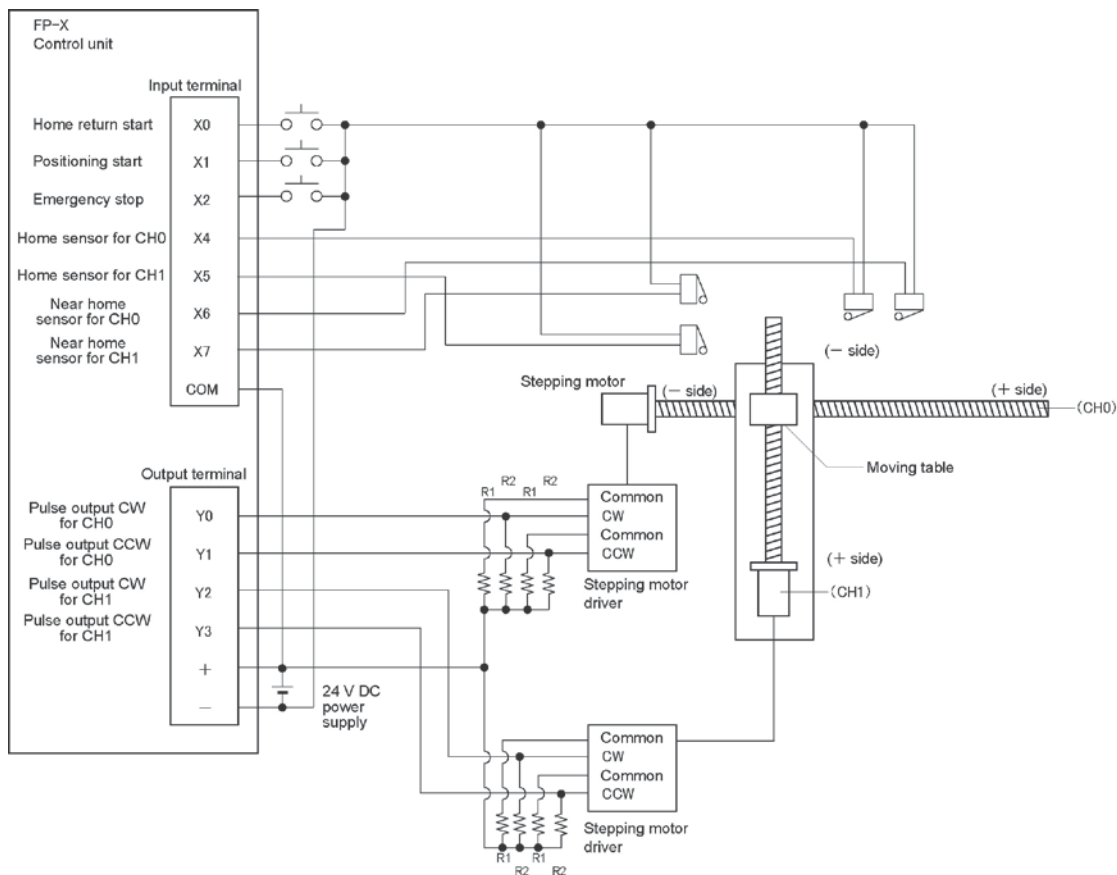 FP-X
Control unit
Input terminal
Home return start
X0
Positioning start
X1
Emergency stop
X2
Home sensor for CH0
X4
Home sensor for CH1
X5
Near home
sensor for CH0
X6
Near home
sensor for CH1
X7
COM
(− side)
Stepping motor
(− side)
(+ side)
(CH0)
Moving table
Output terminal
R1
R2
R1
R2
Common
CW
Common
CCW
Stepping motor
driver
Pulse output CW
for CH0
Y0
Pulse output CCW
for CH0
Y1
Pulse output CW
for CH1
Y2
Pulse output CCW
for CH1
Y3
+
−
24 V DC
power
supply
(+ side)
(CH1)
Common
CW
Common
CCW
Stepping motor
driver
R1
R2
R1
R2